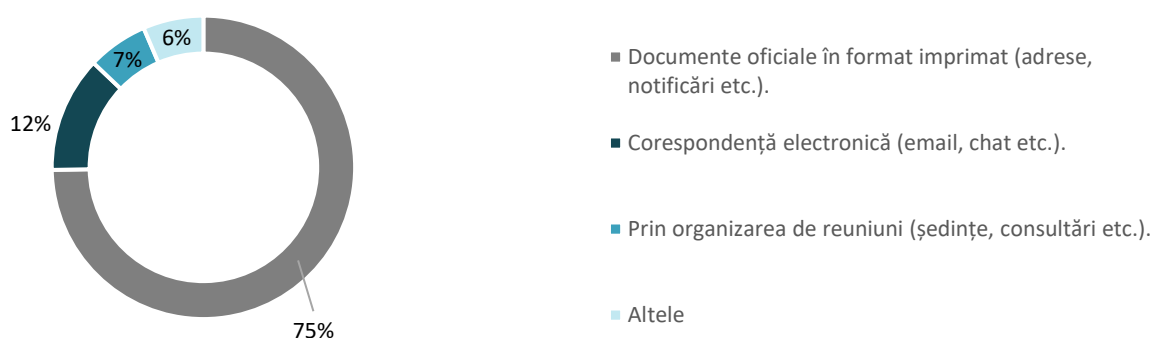 6%
7%
12%
75%
Documente oficiale în format imprimat (adrese,
notificări etc.).
Corespondență electronică (email, chat etc.).
Prin organizarea de reuniuni (ședințe, consultări etc.).
Altele